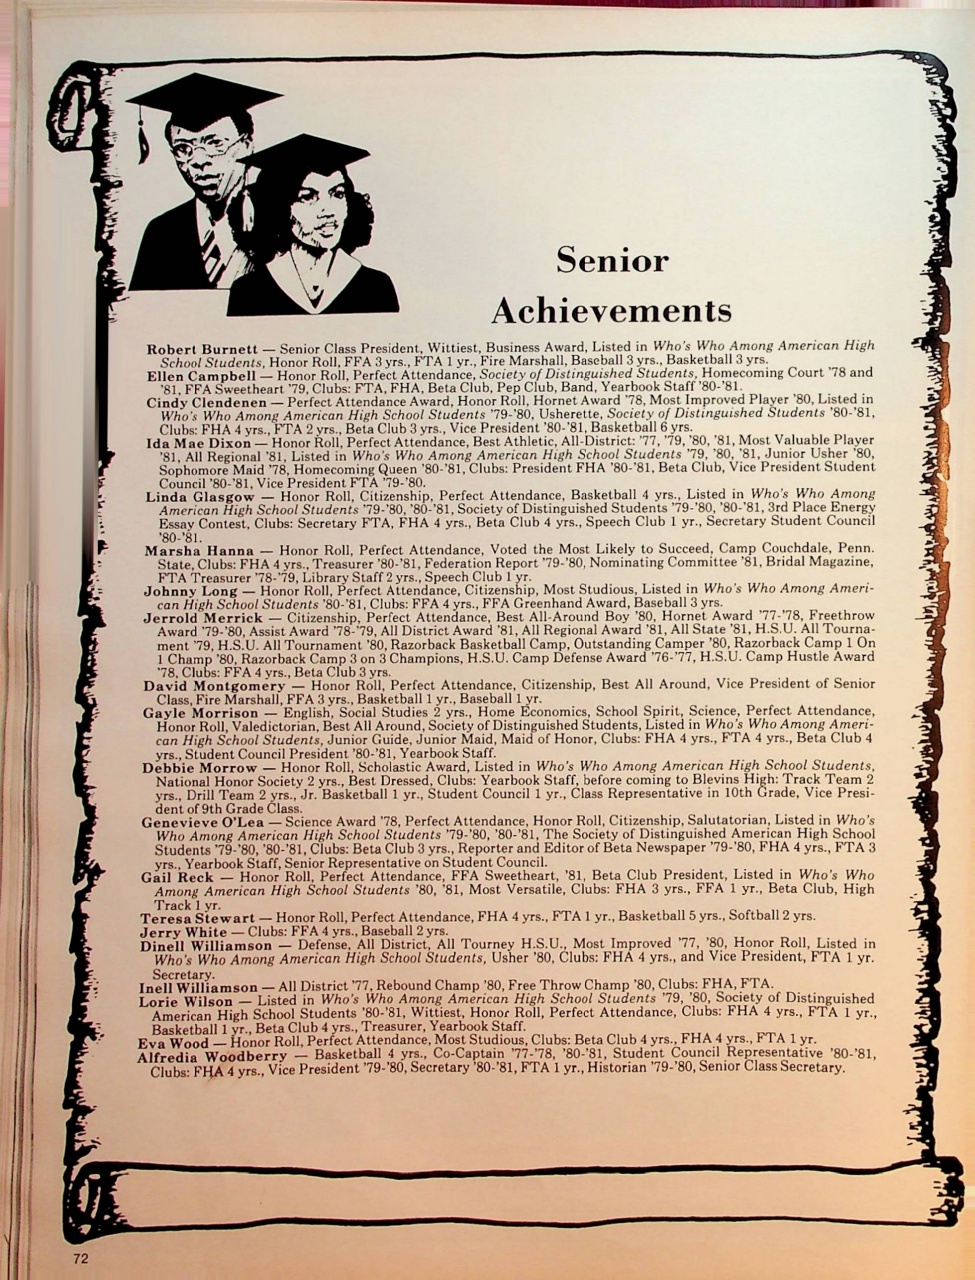 Senior
Achievements
Robert Burnett — Senior Class President, Wittiest, Business Award, Listed in Who's Who Among American High
School Students, Honor Roll, FFA 3 yrs., FTA 1 yr., Fire Marshall, Baseball 3 yrs., Basketball 3 yrs.
Ellen Campbell — Honor Roll, Perfect Attendance, Society of Distinguished Students, Homecoming Court '78 and
'81, FFA Sweetheart '79, Clubs: FTA, FHA, Beta Club, Pep Club, Band, Yearbook Staff '80-'81.
Cindy Clendenen — Perfect Attendance Award, Honor Roll, Hornet Award '78, Most Improved Player '80, Listed in
Who's Who Among American High School Students '79-'80, Usherette, Society of Distinguished Students '80-'81,
Clubs: FHA 4 yrs., FTA 2 yrs., Beta Club 3 yrs., Vice President '80-'81, Basketball 6 yrs.
Ida Mae Dixon — Honor Roll, Perfect Attendance, Best Athletic, All-District: '77, '79, '80, '81, Most Valuable Player
'81, All Regional '81, Listed in Who's Who Among American High School Students '79, '80, '81, Junior Usher '80,
Sophomore Maid '78, Homecoming Queen '80-'81, Clubs: President FHA '80-'81, Beta Club, Vice President Student
Council '80-'81, Vice President FTA '79-'80.
Linda Glasgow — Honor Roll, Citizenship, Perfect Attendance, Basketball 4 yrs., Listed in Who's Who Among
American High School Students '79-'80, '80-'81, Society of Distinguished Students '79-'80, '80-'81, 3rd Place Energy
Essay Contest, Clubs: Secretary FTA, FHA 4 yrs., Beta Club 4 yrs., Speech Club 1 yr., Secretary Student Council
'80-'81.
Marsha Hanna — Honor Roll, Perfect Attendance, Voted the Most Likely to Succeed, Camp Couchdale, Penn.
State, Clubs: FHA 4 yrs., Treasurer '80-'81, Federation Report '79-'80, Nominating Committee '81, Bridal Magazine,
FTA Treasurer '78-'79, Library Staff 2 yrs., Speech Club 1 yr.
Johnny Long — Honor Roll, Perfect Attendance, Citizenship, Most Studious, Listed in Who's Who Among Ameri-
can High School Students '80-'81, Clubs: FFA 4 yrs., FFA Greenhand Award, Baseball 3 yrs.
Jerrold Merrick — Citizenship, Perfect Attendance, Best All-Around Boy '80, Hornet Award '77-'78, Freethrow
Award '79-'80, Assist Award '78-'79, All District Award '81, All Regional Award '81, All State '81, H.S.U. All Tourna-
ment '79, H.S.U. All Tournament '80, Razorback Basketball Camp, Outstanding Camper '80, Razorback Camp 1 On
1 Champ '80, Razorback Camp 3 on 3 Champions, H.S.U. Camp Defense Award '76-'77, H.S.U. Camp Hustle Award
'78, Clubs: FFA 4 yrs., Beta Club 3 yrs.
David Montgomery — Honor Roll, Perfect Attendance, Citizenship, Best All Around, Vice President of Senior
Class, Fire Marshall, FFA 3 yrs., Basketball 1 yr., Baseball 1 yr.
Gayle Morrison — English, Social Studies 2 yrs., Home Economics, School Spirit, Science, Perfect Attendance,
Honor Roll, Valedictorian, Best All Around, Society of Distinguished Students, Listed in Who's Who Among Ameri-
can High School Students, Junior Guide, Junior Maid, Maid of Honor, Clubs: FHA 4 yrs., FTA 4 yrs., Beta Club 4
yrs., Student Council President '80-'81, Yearbook Staff.
Debbie Morrow — Honor Roll, Scholastic Award, Listed in Who's Who Among American High School Students,
National Honor Society 2 yrs., Best Dressed, Clubs: Yearbook Staff, before coming to Blevins High: Track Team 2
yrs., Drill Team 2 yrs., Jr. Basketball 1 yr., Student Council 1 yr., Class Representative in 10th Grade, Vice Presi-
dent of 9th Grade Class.
Genevieve O'Lea — Science Award '78, Perfect Attendance, Honor Roll, Citizenship, Salutatorian, Listed in Who's
Who Among American High School Students '79-'80, '80-'81, The Society of Distinguished American High School
Students '79-'80, '80-'81, Clubs: Beta Club 3 yrs., Reporter and Editor of Beta Newspaper '79-'80, FHA 4 yrs., FTA 3
yrs., Yearbook Staff, Senior Representative on Student Council.
Gail Reck — Honor Roll, Perfect Attendance, FFA Sweetheart, '81, Beta Club President, Listed in Who's Who
Among American High School Students '80, '81, Most Versatile, Clubs: FHA 3 yrs., FFA 1 yr., Beta Club, High
Track 1 yr.
Teresa Stewart — Honor Roll, Perfect Attendance, FHA 4 yrs., FTA 1 yr., Basketball 5 yrs., Softball 2 yrs.
Jerry White — Clubs: FFA 4 yrs., Baseball 2 yrs.
Dinell Williamson — Defense, All District, All Tourney H.S.U., Most Improved '77, '80, Honor Roll, Listed in
Who's Who Among American High School Students, Usher '80, Clubs: FHA 4 yrs., and Vice President, FTA 1 yr.
Secretary.
Inell Williamson — All District '77, Rebound Champ '80, Free Throw Champ '80, Clubs: FHA, FTA.
Lorie Wilson — Listed in Who's Who Among American High School Students '79, '80, Society of Distinguished
American High School Students '80-'81, Wittiest, Honor Roll, Perfect Attendance, Clubs: FHA 4 yrs., FTA 1 yr.,
Basketball 1 yr., Beta Club 4 yrs., Treasurer, Yearbook Staff.
Eva Wood — Honor Roll, Perfect Attendance, Most Studious, Clubs: Beta Club 4 yrs., FHA 4 yrs., FTA 1 yr.
Alfredia Woodberry — Basketball 4 yrs., Co-Captain '77-'78, '80-'81, Student Council Representative '80-'81,
Clubs: FHA 4 yrs., Vice President '79-'80, Secretary '80-'81, FTA 1 yr., Historian '79-'80, Senior Class Secretary.
72